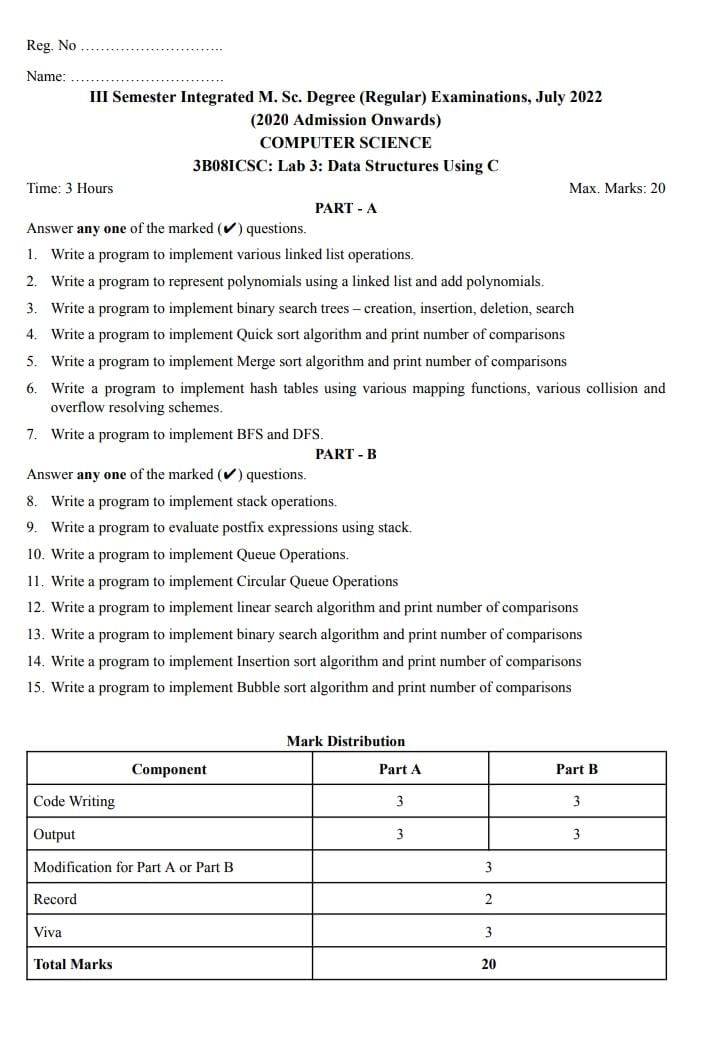 Reg. No ………………………..
Name: ………………………….
III Semester Integrated M. Sc. Degree (Regular) Examinations, July 2022
(2020 Admission Onwards)
COMPUTER SCIENCE
3B08ICSC: Lab 3: Data Structures Using C
Time: 3 Hours Max. Marks: 20
PART - A
Answer any one of the marked (✔) questions.
1. Write a program to implement various linked list operations.
2. Write a program to represent polynomials using a linked list and add polynomials.
3. Write a program to implement binary search trees – creation, insertion, deletion, search
4. Write a program to implement Quick sort algorithm and print number of comparisons
5. Write a program to implement Merge sort algorithm and print number of comparisons
6. Write a program to implement hash tables using various mapping functions, various collision and
overflow resolving schemes.
7. Write a program to implement BFS and DFS.
PART - B
Answer any one of the marked (✔) questions.
8. Write a program to implement stack operations.
9. Write a program to evaluate postfix expressions using stack.
10. Write a program to implement Queue Operations.
11. Write a program to implement Circular Queue Operations
12. Write a program to implement linear search algorithm and print number of comparisons
13. Write a program to implement binary search algorithm and print number of comparisons
14. Write a program to implement Insertion sort algorithm and print number of comparisons
15. Write a program to implement Bubble sort algorithm and print number of comparisons
Mark Distribution
Component Part A Part B
Code Writing 3 3
Output 3 3
Modification for Part A or Part B 3
Record 2
Viva 3
Total Marks 20